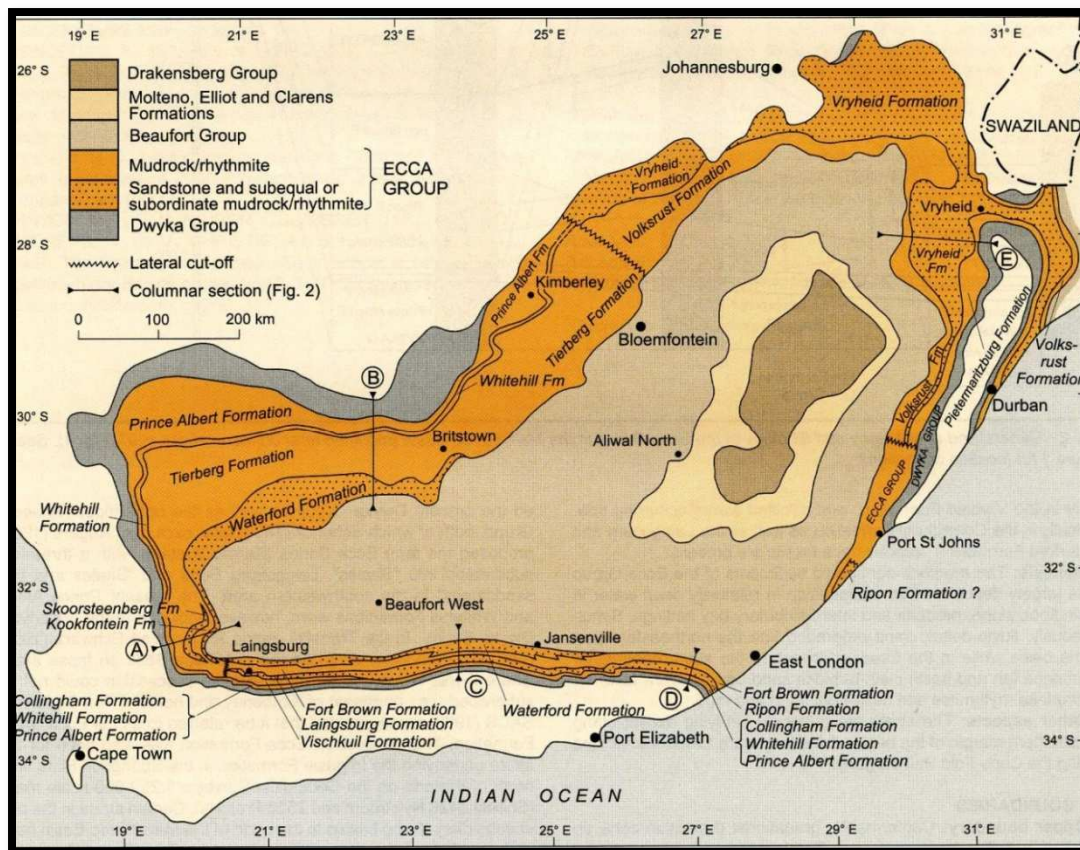 19° E
21° E
23° E
25° E
27° E
29° E
31° E
26° S
28° S
30° S
32° S
34° S
Drakensberg Group
Molteno, Elliot and Clarens
Formations
Beaufort Group
Mudrock/rhythmite
Sandstone and subequal or
subordinate mudrock/rhythmite
ECCA
GROUP
Dwyka Group
Lateral cut-off
Columnar section (Fig. 2)
0 100 200 km
Johannesburg
Vryheid Formation
SWAZILAND
Vryheid
Formation
Volksrust Formation
Vryheid
Vryheid
Fm
E
Prince Albert Fm
Kimberley
Tierberg Formation
Bloemfontein
Whitehill Fm
Pietermaritzburg Formation
Volks-
rust
Formation
Durban
Volksrust Fm
DWYKA GROUP
ECCA GROUP
B
Prince Albert Formation
Britstown
Aliwal North
Tierberg Formation
Waterford Formation
Whitehill
Formation
Port St Johns
32° S
Ripon Formation ?
Beaufort West
Skoorsteenberg Fm
Kookfontein Fm
A
Laingsburg
Jansenville
East London
C
D
Collingham Formation
Whitehill Formation
Prince Albert Formation
Fort Brown Formation
Laingsburg Formation
Vischkuil Formation
Waterford Formation
Fort Brown Formation
Ripon Formation
Collingham Formation
Whitehill Formation
Prince Albert Formation
Port Elizabeth
Cape Town
34° S
INDIAN OCEAN
19° E
21° E
23° E
25° E
27° E
29° E
31° E